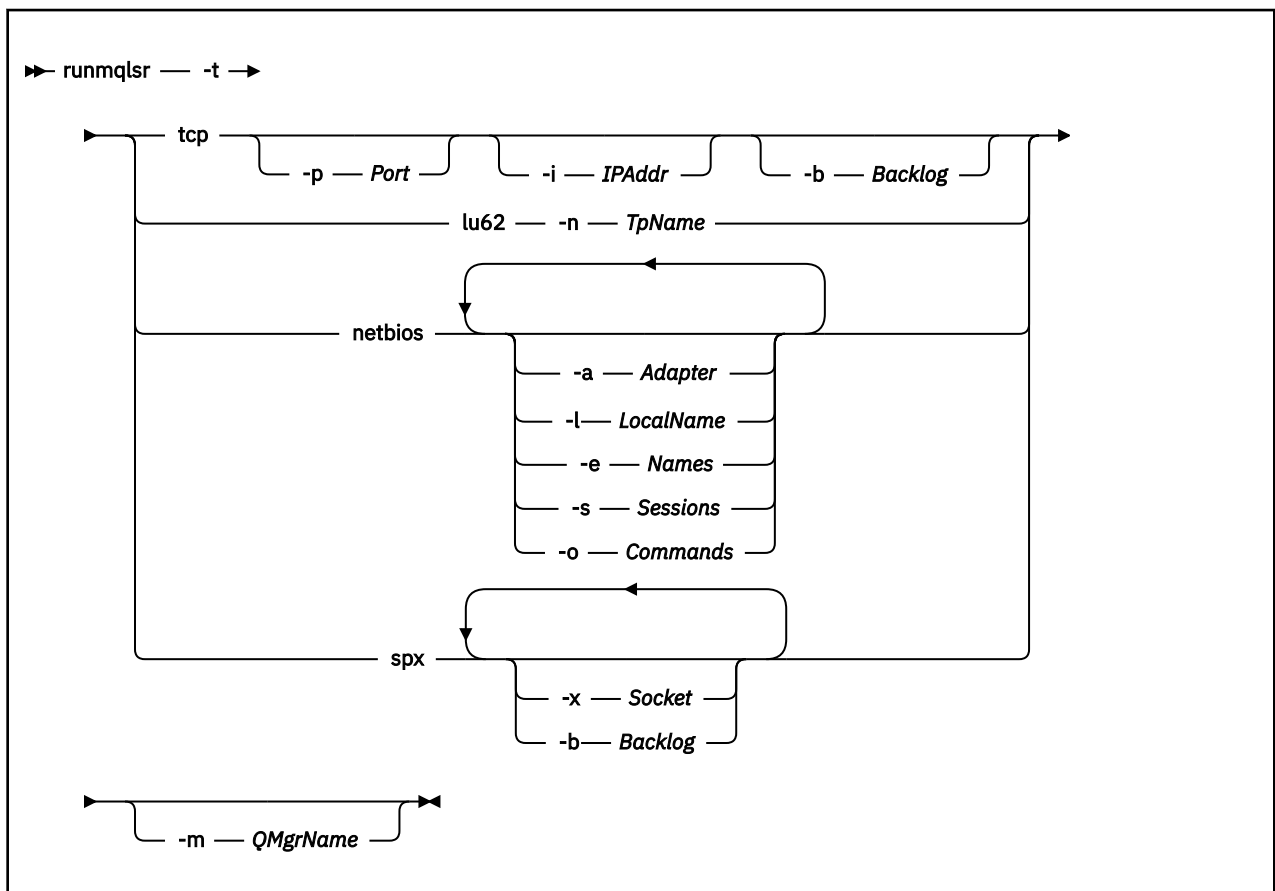 runmqlsr -t
tcp
-p Port -i IPAddr -b Backlog
lu62 -n TpName
netbios
-a Adapter
-l LocalName
-e Names
-s Sessions
-o Commands
spx
-x Socket
-b Backlog
-m QMgrName